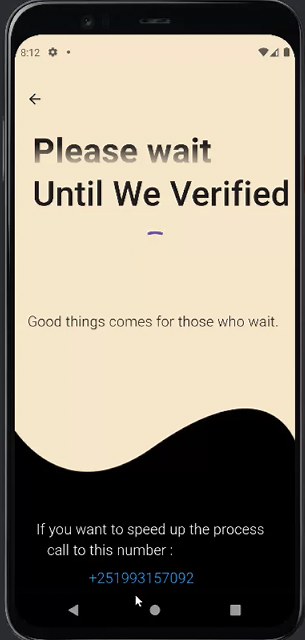 8:12
Please wait
Until We Verified
Good things comes for those who wait.
If you want to speed up the process
call to this number :
+251993157092